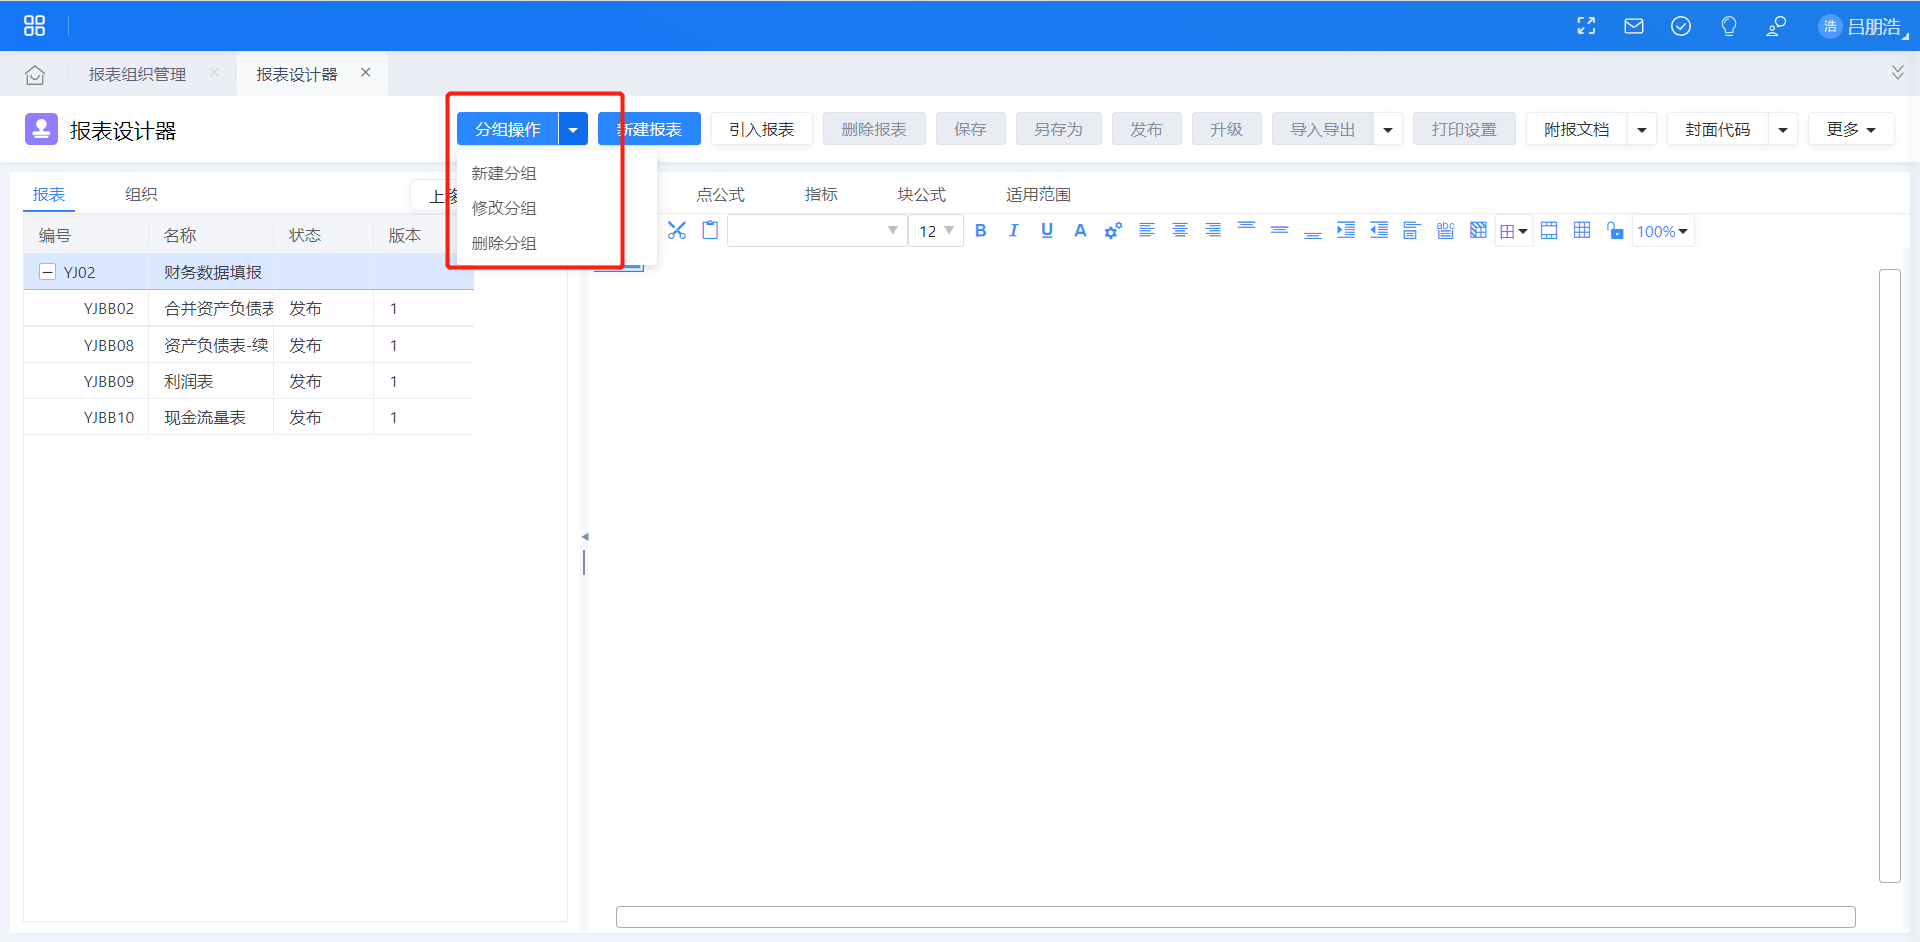 浩 吕朋浩
报表组织管理 报表设计器
报表设计器 分组操作 新建报表 引入报表 删除报表 保存 另存为 发布 升级 导入导出 打印设置 附报文档 封面代码 更多
新建分组
修改分组
删除分组
报表 组织 上移 点公式 指标 块公式 适用范围
12 B I U A abc 100%
编号 名称 状态 版本
YJ02 财务数据填报
YJBB02 合并资产负债表 发布 1
YJBB08 资产负债表-续 发布 1
YJBB09 利润表 发布 1
YJBB10 现金流量表 发布 1